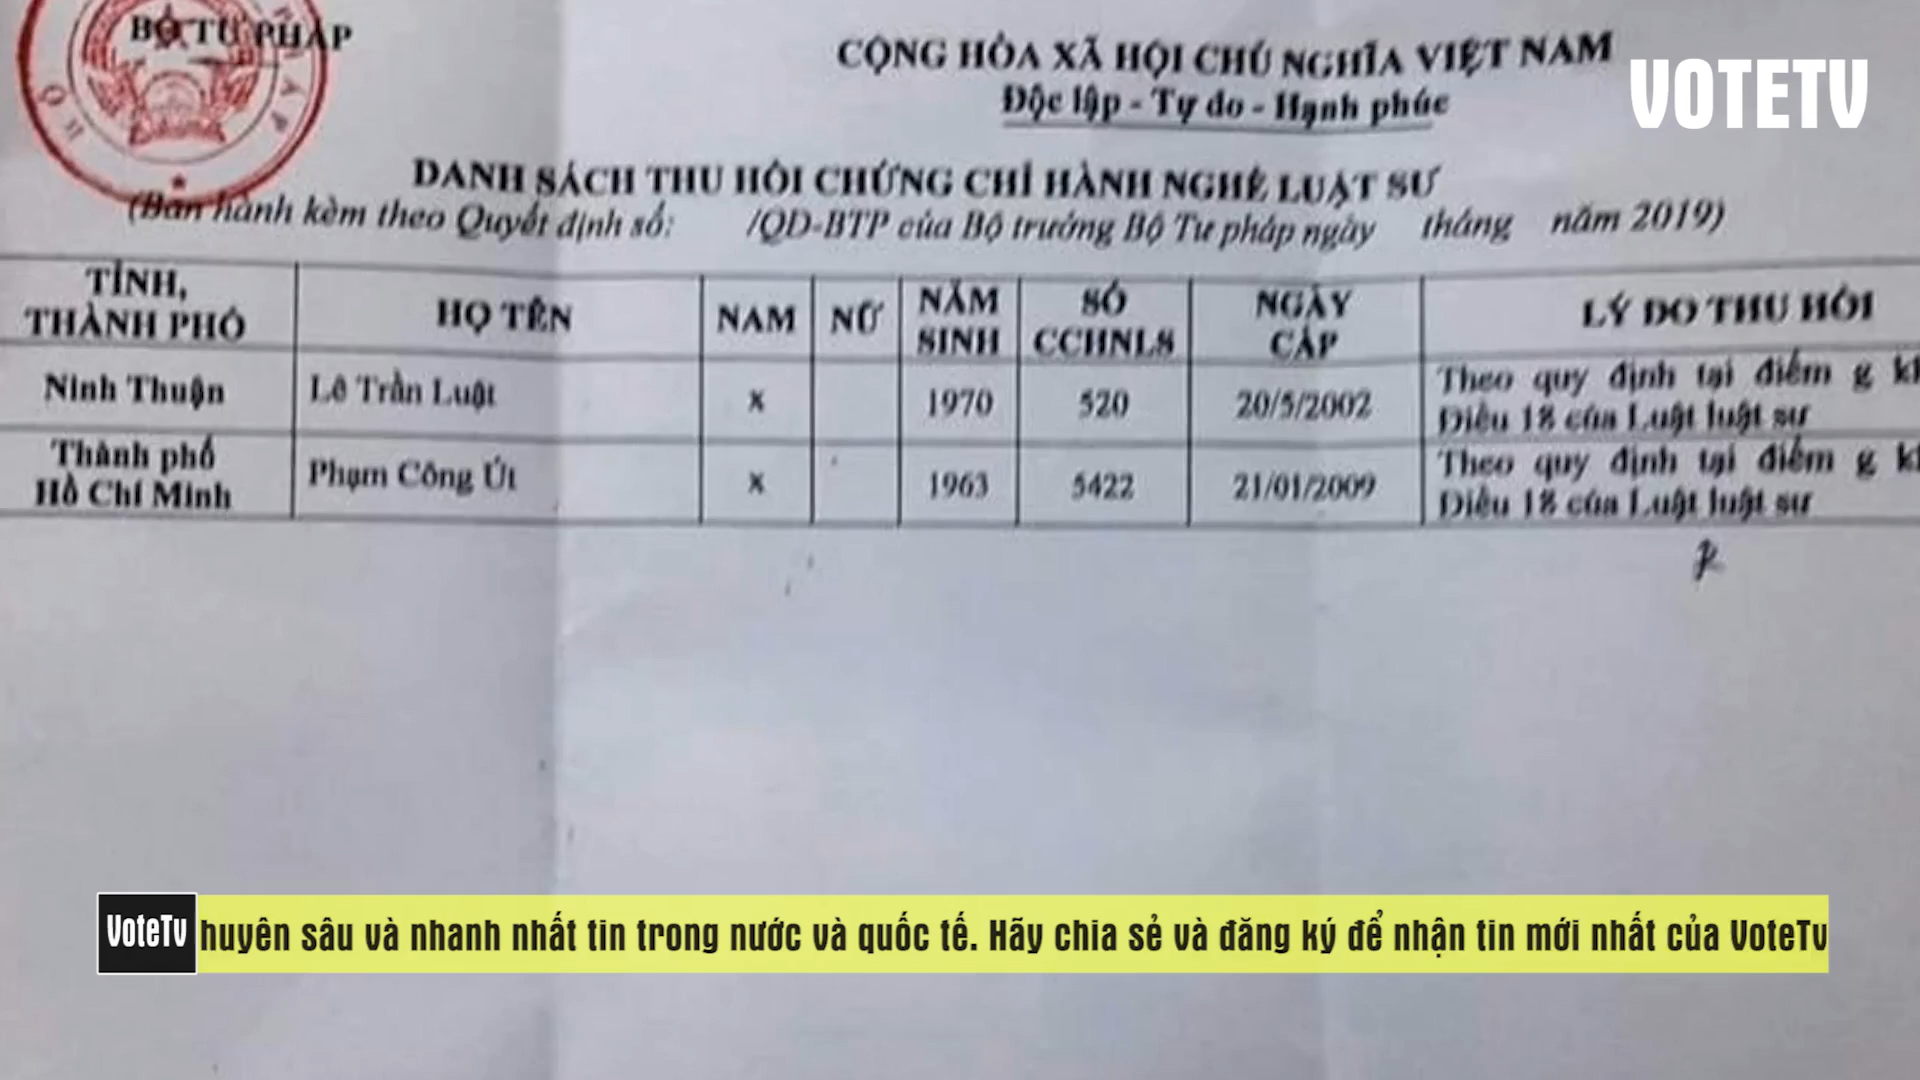 BỘ TƯ PHÁP
CỘNG HÒA XÃ HỘI CHỦ NGHĨA VIỆT NAM
Độc lập - Tự do - Hạnh phúc
VOTETV
DANH SÁCH THU HỒI CHỨNG CHỈ HÀNH NGHỀ LUẬT SƯ
(Ban hành kèm theo Quyết định số: /QD-BTP của Bộ trưởng Bộ Tư pháp ngày tháng năm 2019)
TỈNH, THÀNH PHỐ HỌ TÊN NAM NỮ NĂM SINH SỐ CCHNLS NGÀY CẤP LÝ DO THU HỒI
Ninh Thuận Lê Trần Luật x 1970 520 20/5/2002 Theo quy định tại điểm g kh
Điều 18 của Luật luật sư
Thành phố Hồ Chí Minh Phạm Công Út x 1963 5422 21/01/2009 Theo quy định tại điểm g kh
Điều 18 của Luật luật sư
VoteTv huyên sâu và nhanh nhất tin trong nước và quốc tế. Hãy chia sẻ và đăng ký để nhận tin mới nhất của VoteTv